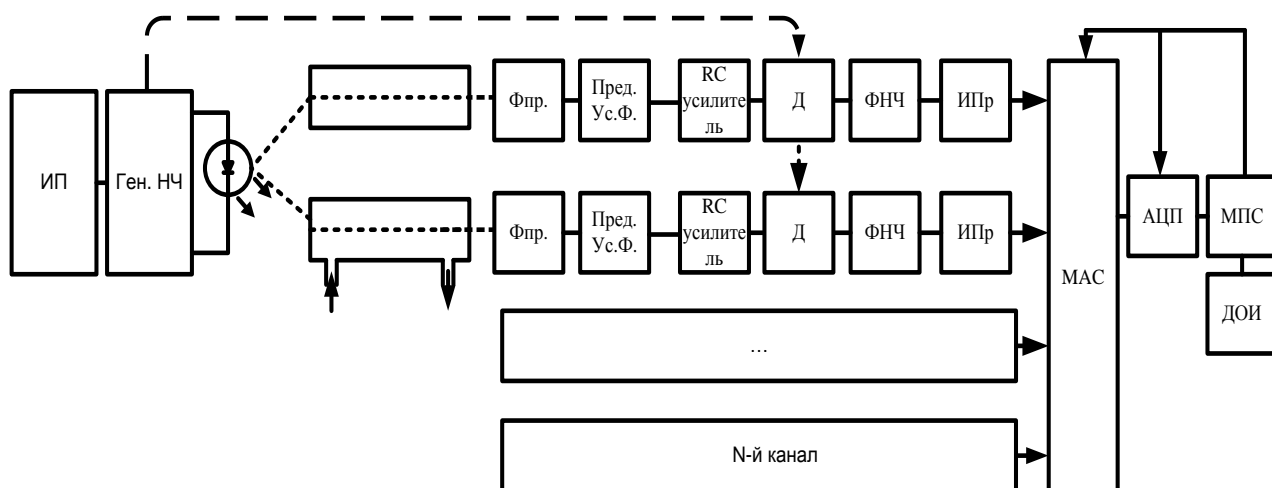 ИП
Ген. НЧ
Фпр.
Пред.
Ус.Ф.
RC
усилите
ль
Д
ФНЧ
ИПр
Фпр.
Пред.
Ус.Ф.
RC
усилите
ль
Д
ФНЧ
ИПр
...
N-й канал
МАС
АЦП
МПС
ДОИ